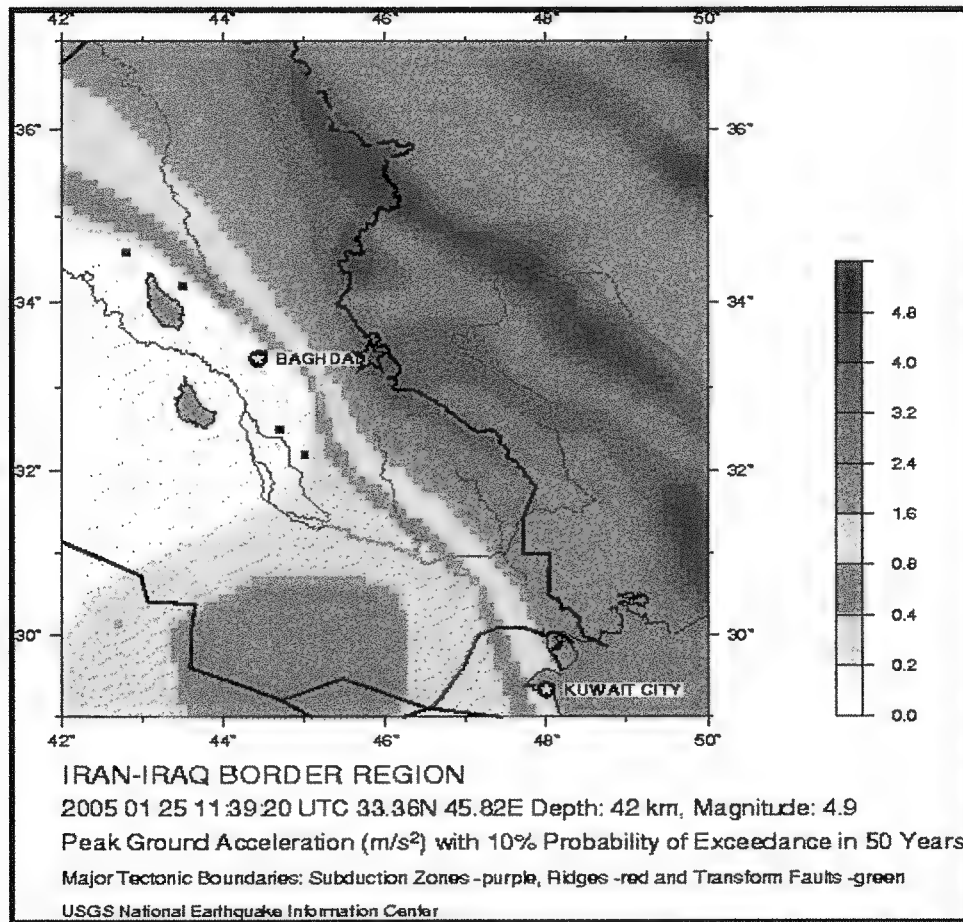 42° 44° 46° 48° 50°
36° 36°
34° 34°
BAGHDAD
32° 32°
30° 30°
KUWAIT CITY
42° 44° 46° 48° 50°
4.8
4.0
3.2
2.4
1.6
0.8
0.4
0.2
0.0
IRAN-IRAQ BORDER REGION
2005 01 25 11:39:20 UTC 33.36N 45.82E Depth: 42 km, Magnitude: 4.9
Peak Ground Acceleration (m/s²) with 10% Probability of Exceedance in 50 Years
Major Tectonic Boundaries: Subduction Zones -purple, Ridges -red and Transform Faults -green
USGS National Earthquake Information Center